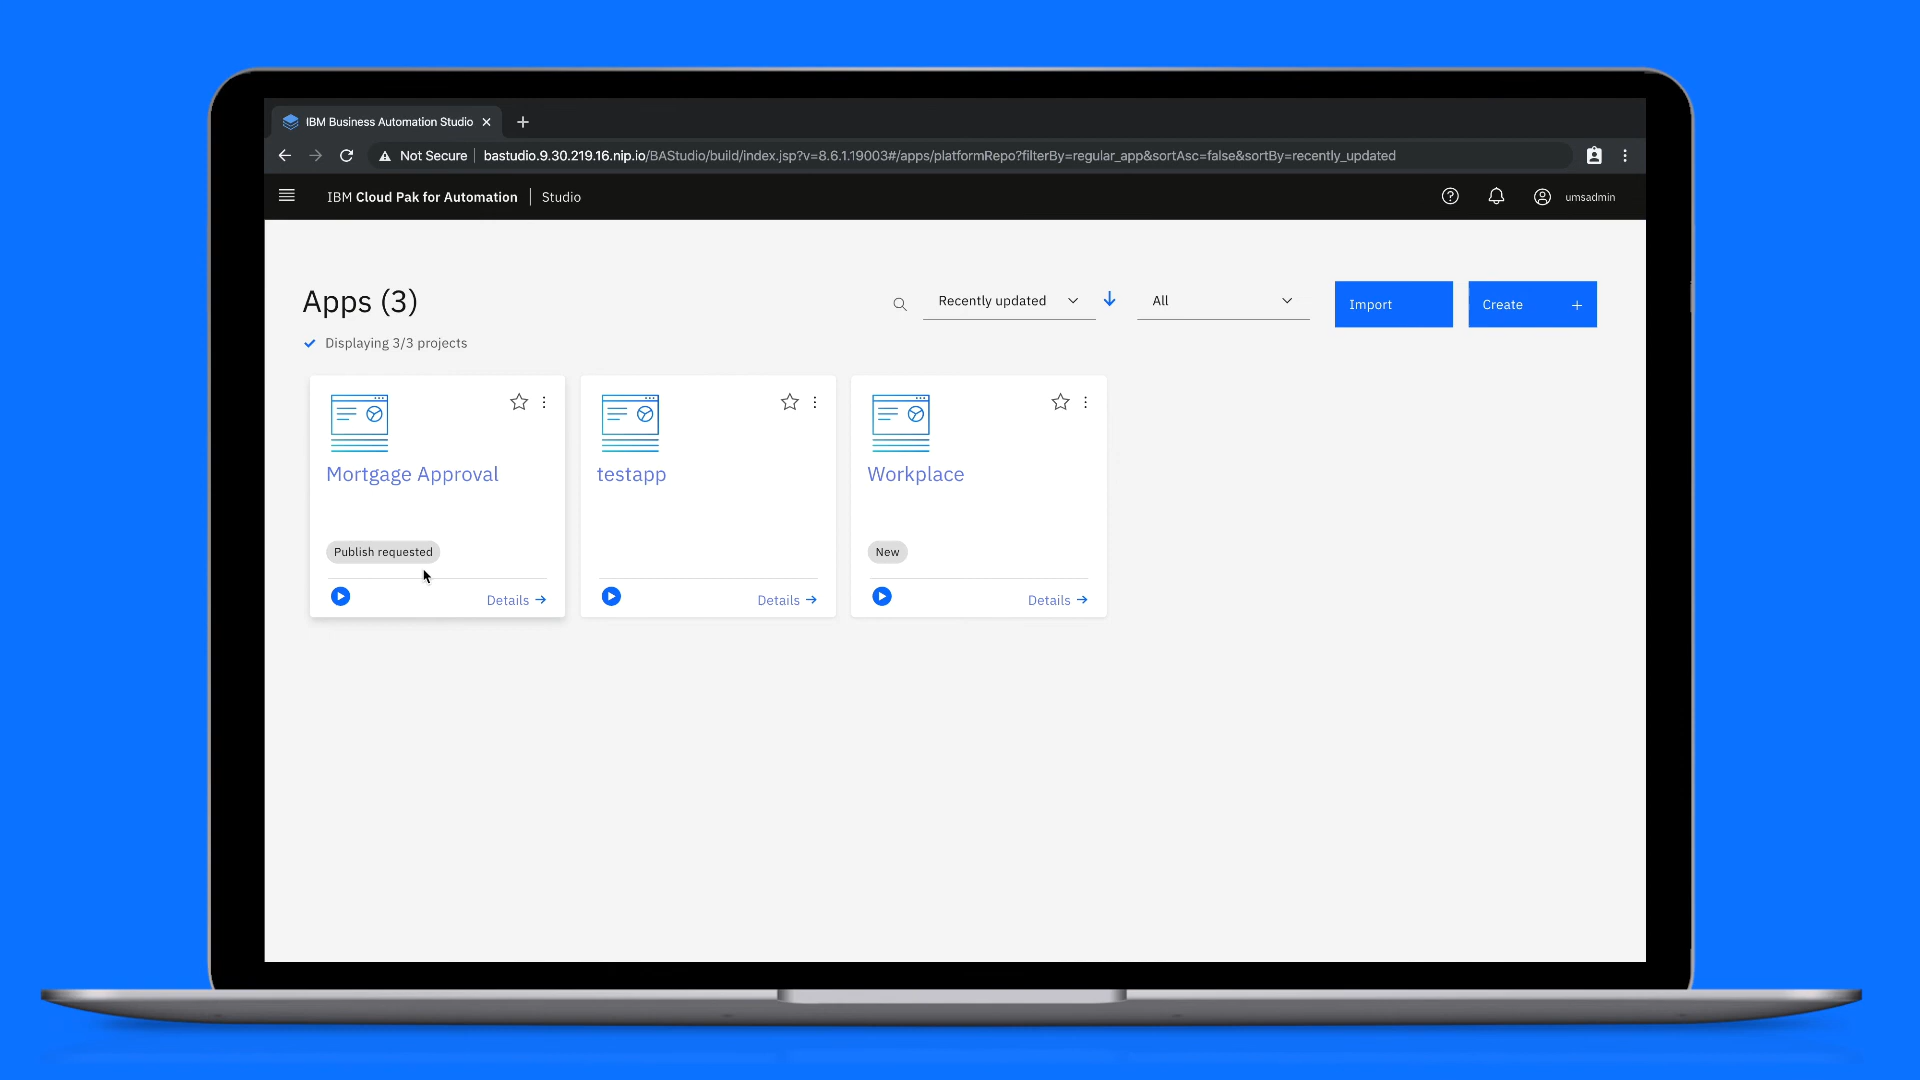 IBM Business Automation Studio
Not Secure bastudio.9.30.219.16.nip.io/BAStudio/build/index.jsp?v=8.6.1.19003#/apps/platformRepo?filterBy=regular_app&sortAsc=false&sortBy=recently_updated
IBM Cloud Pak for Automation Studio
umsadmin
Apps (3)
Recently updated
All
Import
Create
Displaying 3/3 projects
Mortgage Approval
testapp
Workplace
Publish requested
New
Details
Details
Details